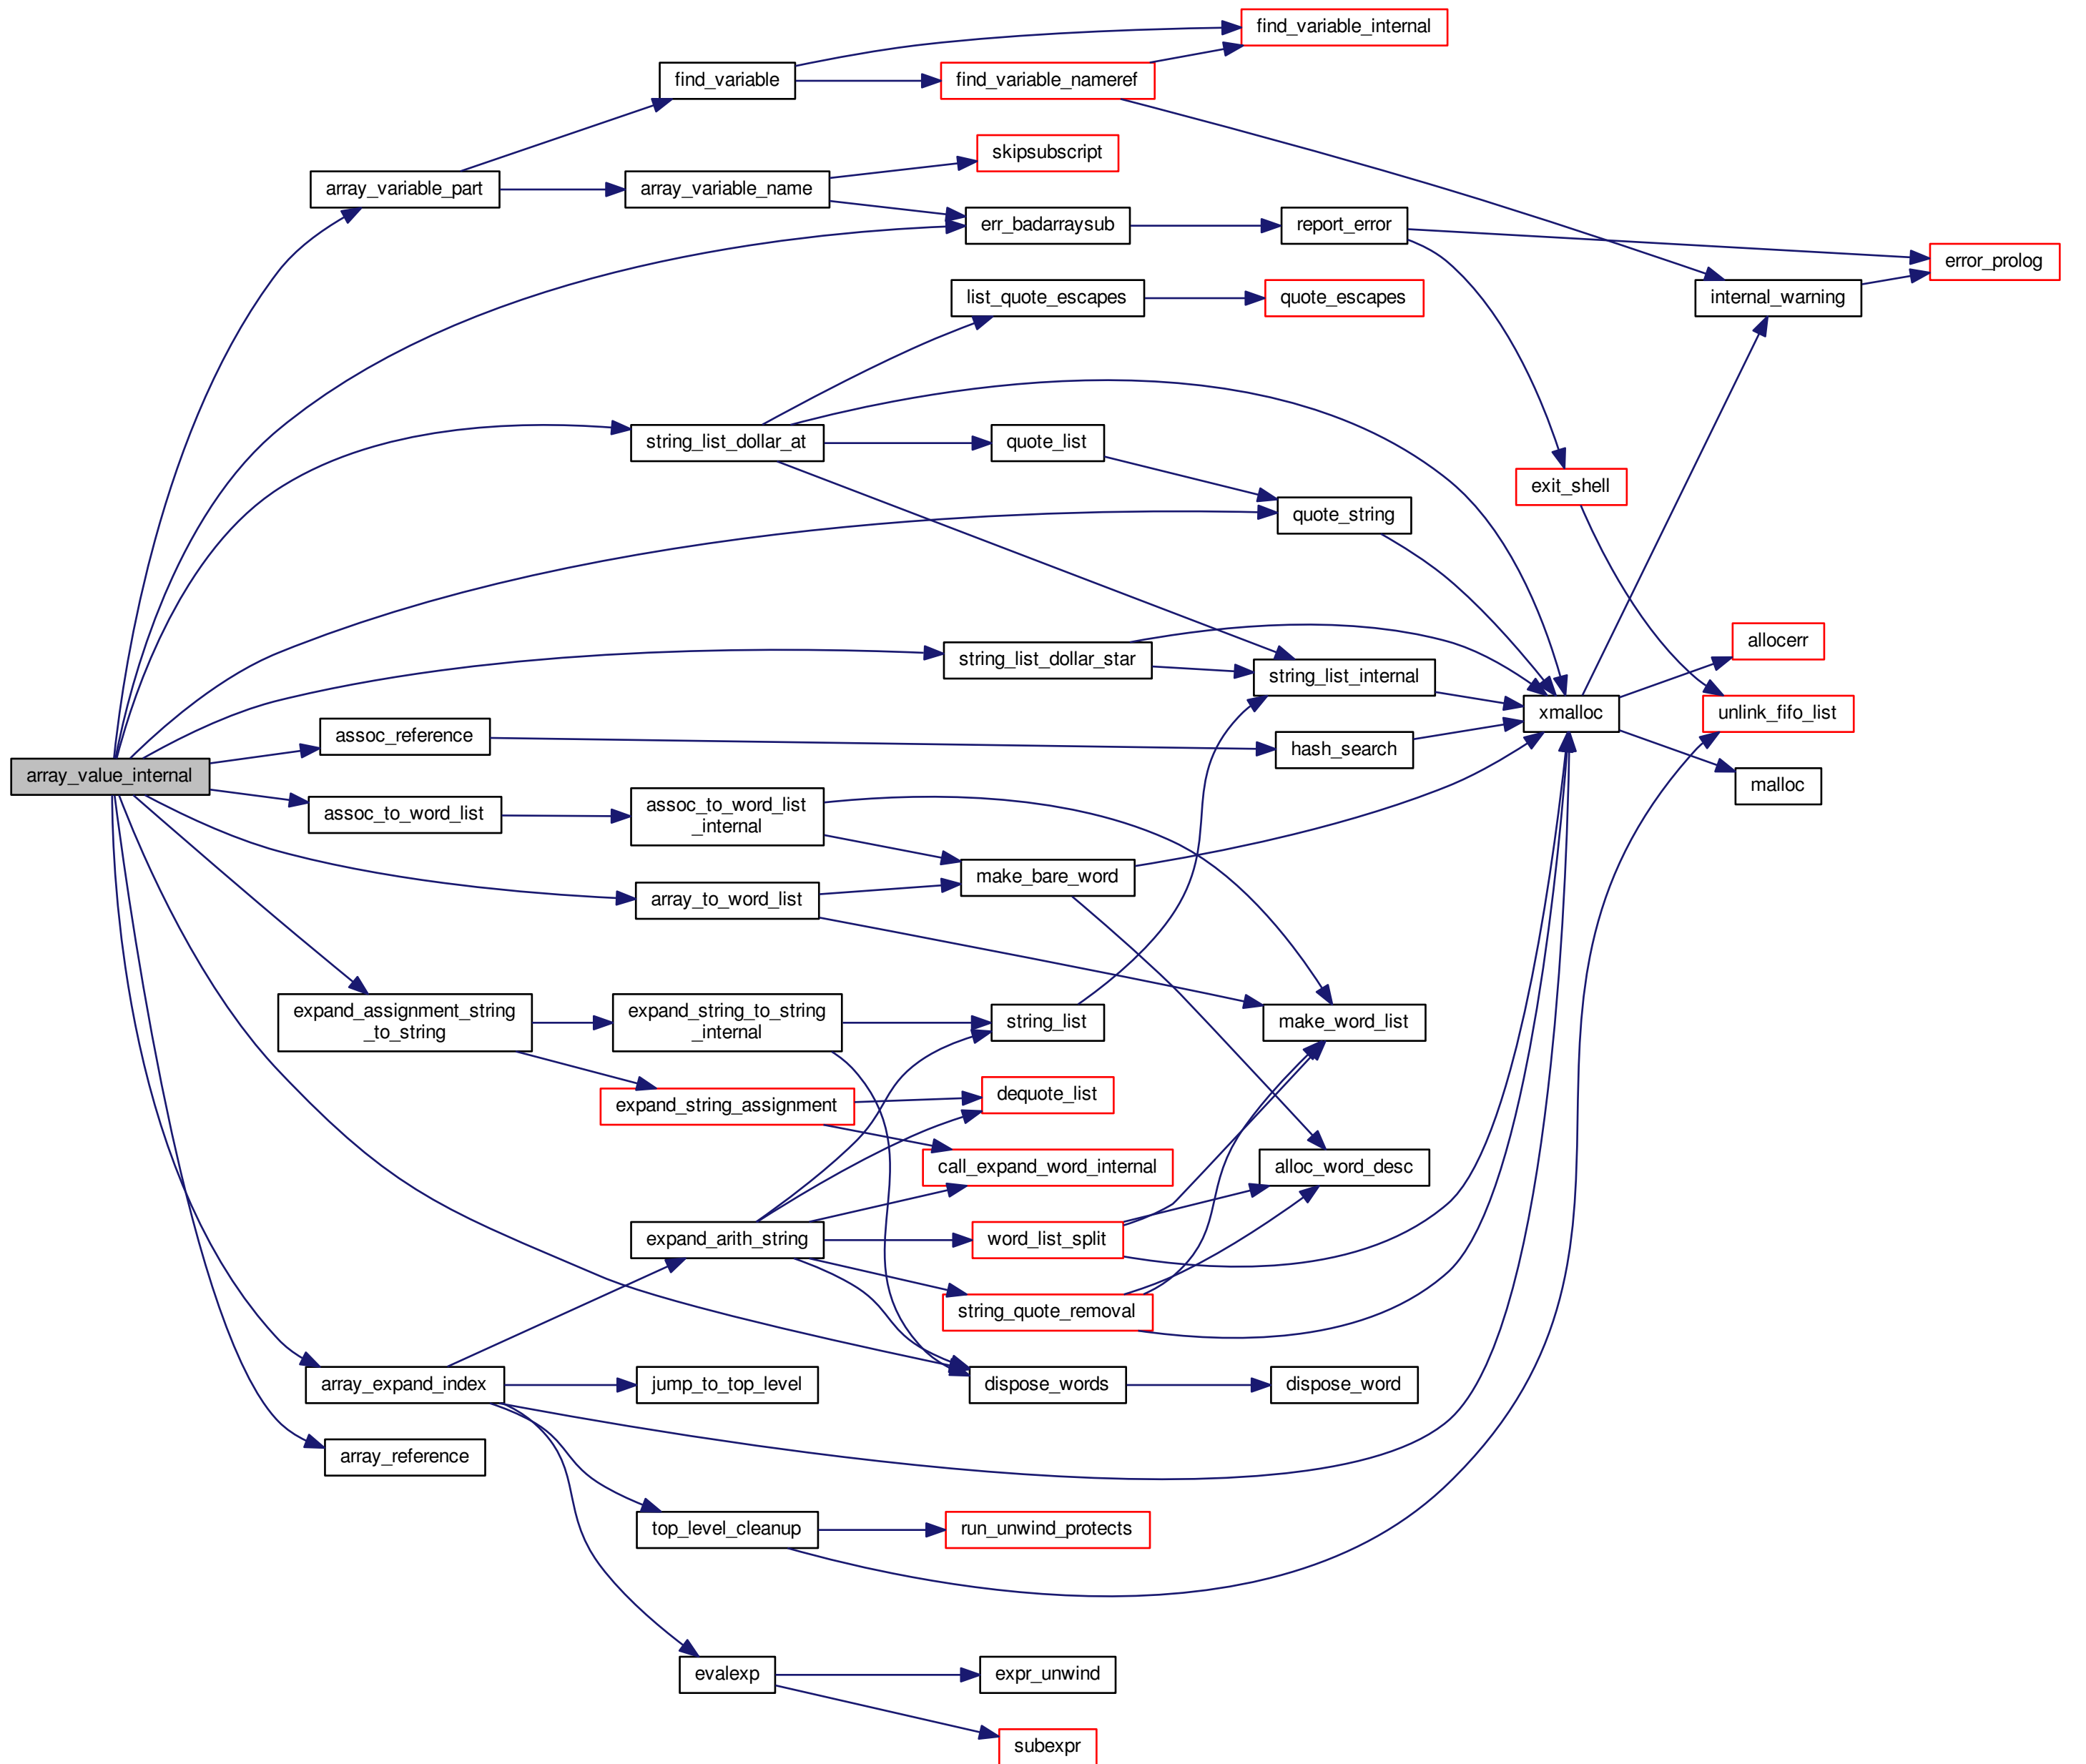 find_variable_internal
find_variable
find_variable_nameref
skipsubscript
array_variable_part
array_variable_name
err_badarraysub
report_error
error_prolog
list_quote_escapes
quote_escapes
internal_warning
string_list_dollar_at
quote_list
exit_shell
quote_string
string_list_dollar_star
allocerr
string_list_internal
xmalloc
unlink_fifo_list
assoc_reference
hash_search
array_value_internal
malloc
assoc_to_word_list
assoc_to_word_list
_internal
make_bare_word
array_to_word_list
expand_assignment_string
_to_string
expand_string_to_string
_internal
string_list
make_word_list
expand_string_assignment
dequote_list
call_expand_word_internal
alloc_word_desc
expand_arith_string
word_list_split
string_quote_removal
array_expand_index
jump_to_top_level
dispose_words
dispose_word
array_reference
top_level_cleanup
run_unwind_protects
evalexp
expr_unwind
subexpr